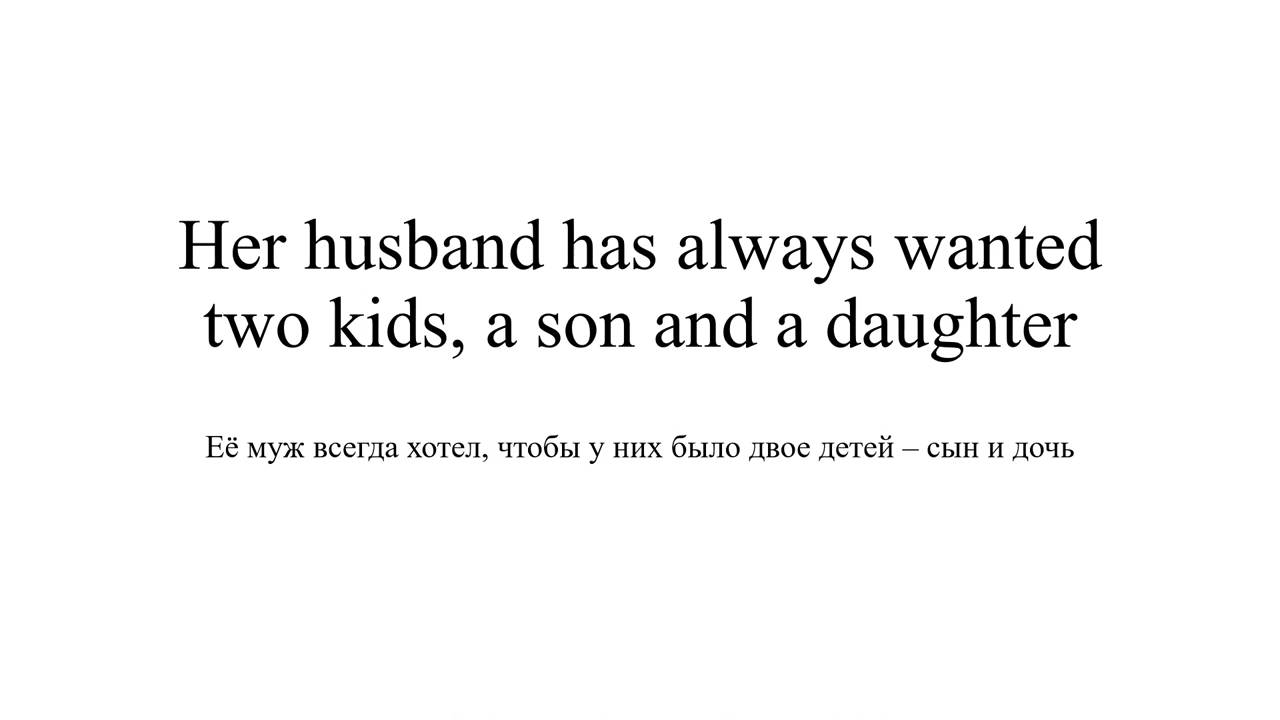 Her husband has always wanted
two kids, a son and a daughter
Её муж всегда хотел, чтобы у них было двое детей – сын и дочь